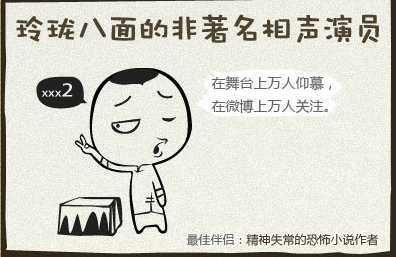 玲珑八面的非著名相声演员
xxx2
在舞台上万人仰慕，
在微博上万人关注。
最佳伴侣：精神失常的恐怖小说作者